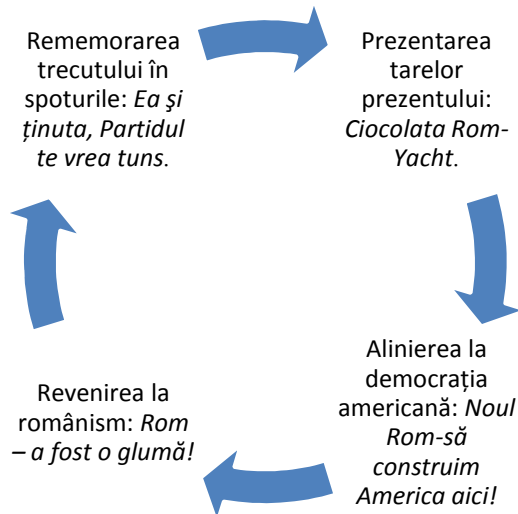 Rememorarea
trecutului în
spoturile: Ea şi
ținuta, Partidul
te vrea tuns.
Prezentarea
tarelor
prezentului:
Ciocolata Rom-
Yacht.
Alinierea la
democrația
americană: Noul
Rom-să
construim
America aici!
Revenirea la
românism: Rom
– a fost o glumă!